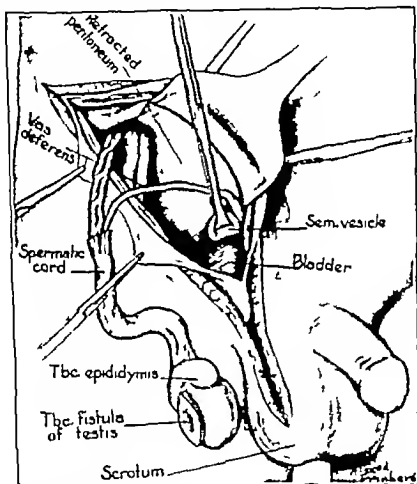 Retracted
peritoneum
Vas
deferens
Sem. vesicle
Spermatic
cord
Bladder
Tbc. epididymis
Tbc. fistula
of testis
Scrotum